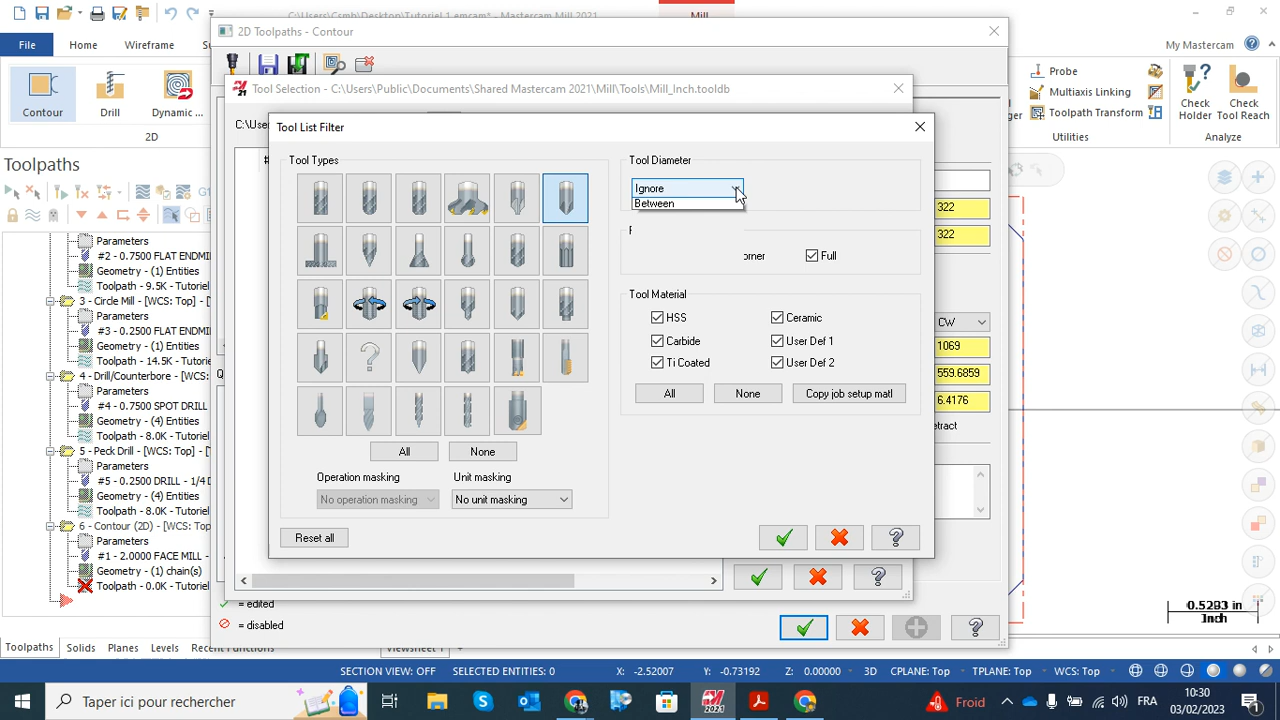 C:\Users\Csmb\Desktop\Tutoriel 1.emcam* - Mastercam Mill 2021
Mill
File
Home
Wireframe
My Mastercam
2D Toolpaths - Contour
Tool Selection - C:\Users\Public\Documents\Shared Mastercam 2021\Mill\Tools\Mill_Inch.tooldb
C:\User
#
Contour
Drill
Dynamic ...
2D
Probe
Multiaxis Linking
Toolpath Transform
Utilities
Check Holder
Check Tool Reach
Analyze
Toolpaths
Tool List Filter
Tool Types
Tool Diameter
Ignore
Between
orner
Full
Tool Material
HSS
Ceramic
Carbide
User Def 1
Ti Coated
User Def 2
All
None
Copy job setup matl
All
None
Operation masking
Unit masking
No operation masking
No unit masking
Reset all
322
322
CW
1069
559.6859
6.4176
etract
Parameters
#2 - 0.7500 FLAT ENDMI
Geometry - (1) Entities
Toolpath - 9.5K - Tutoriel
3 - Circle Mill - [WCS: Top] -
Parameters
#3 - 0.2500 FLAT ENDMI
Geometry - (1) Entities
Toolpath - 14.5K - Tutorie
4 - Drill/Counterbore - [WCS:
Parameters
#4 - 0.7500 SPOT DRILL
Geometry - (4) Entities
Toolpath - 8.0K - Tutoriel
5 - Peck Drill - [WCS: Top] -
Parameters
#5 - 0.2500 DRILL - 1/4 D
Geometry - (4) Entities
Toolpath - 8.0K - Tutoriel
6 - Contour (2D) - [WCS: Top
Parameters
#1 - 2.0000 FACE MILL -
Geometry - (1) chain(s)
Toolpath - 0.0K - Tutoriel
= edited
= disabled
0.5283 in
Inch
Toolpaths
Solids
Planes
Levels
Recent Functions
Viewsheet 1
SECTION VIEW: OFF
SELECTED ENTITIES: 0
X: -2.52007
Y: -0.73192
Z: 0.00000
3D
CPLANE: Top
TPLANE: Top
WCS: Top
Taper ici pour rechercher
2021
Froid
FRA
10:30
03/02/2023